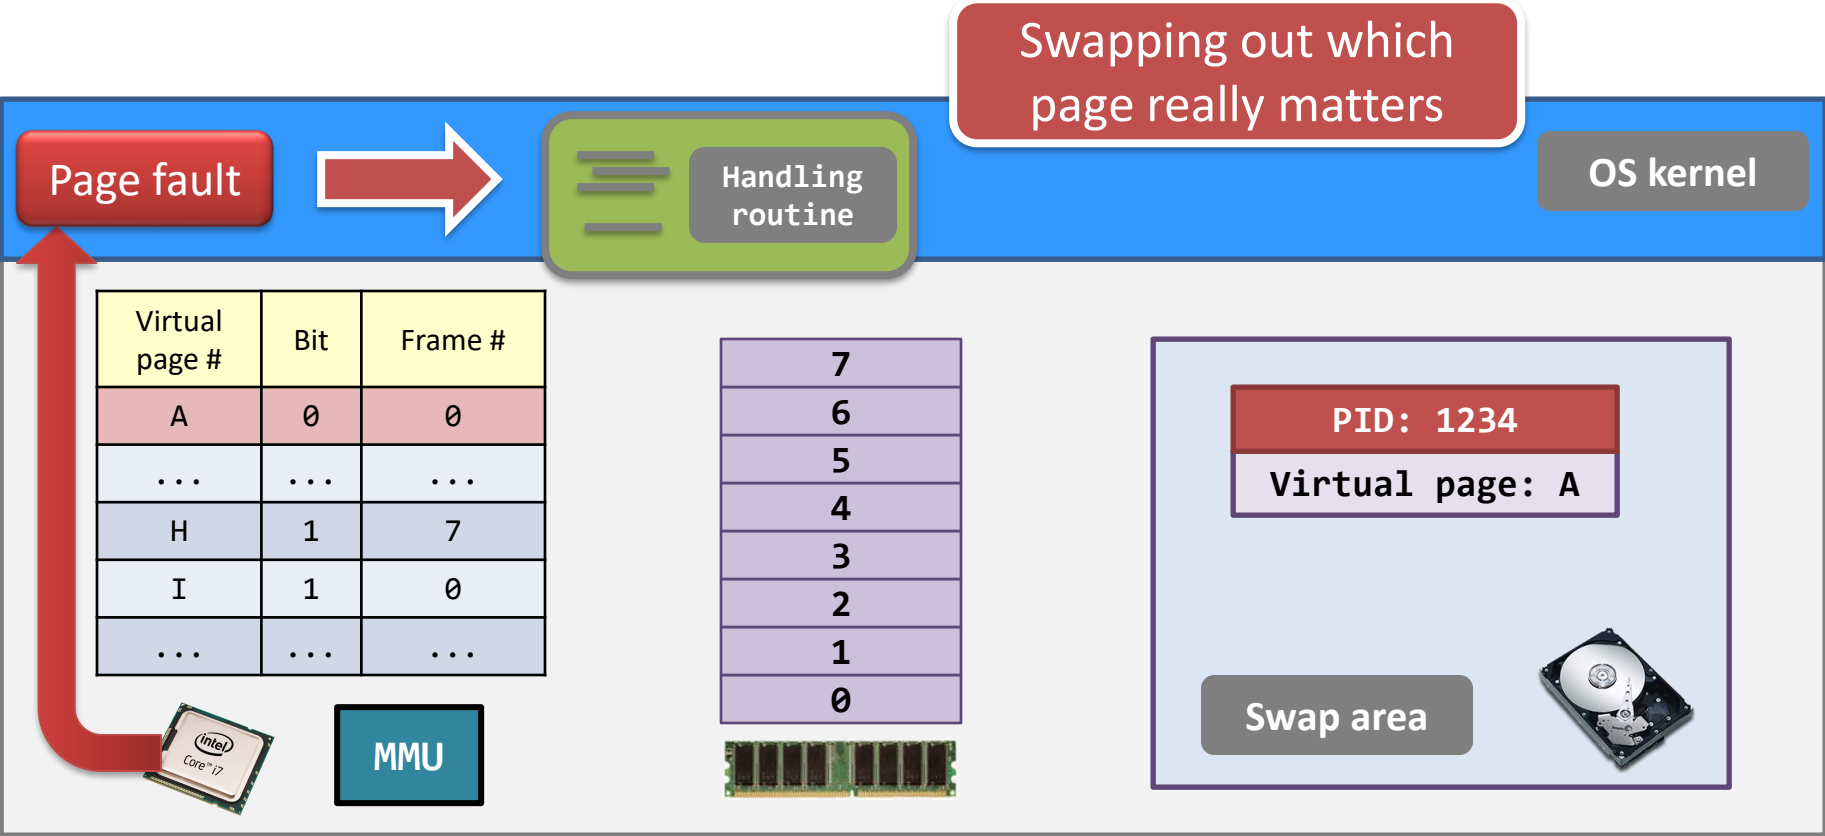 Swapping out which
page really matters
Page fault
Handling
routine
OS kernel
Virtual
page #
Bit
Frame #
A 0 0
... ... ...
H 1 7
I 1 0
... ... ...
7
6
5
4
3
2
1
0
PID: 1234
Virtual page: A
Swap area
intel
Core™ i7
MMU